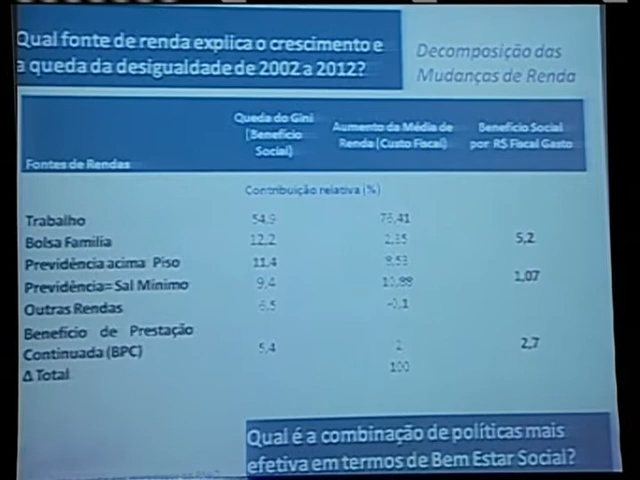 Qual fonte de renda explica o crescimento e
a queda da desigualdade de 2002 a 2012?
Decomposição das
Mudanças de Renda
Fontes de Rendas
Queda do Gini
(Benefício
Social)
Aumento da Média de
Renda (Custo Fiscal)
Benefício Social
por R$ Fiscal Gasto
Contribuição relativa (%)
Trabalho 54,9
Bolsa Família 12,2 5,2
Previdência acima Piso 11,4
Previdência= Sal Mínimo 9,4 1,07
Outras Rendas
Benefício de Prestação
Continuada (BPC) 5,4 2 2,7
Δ Total 100
Qual é a combinação de políticas mais
efetiva em termos de Bem Estar Social?